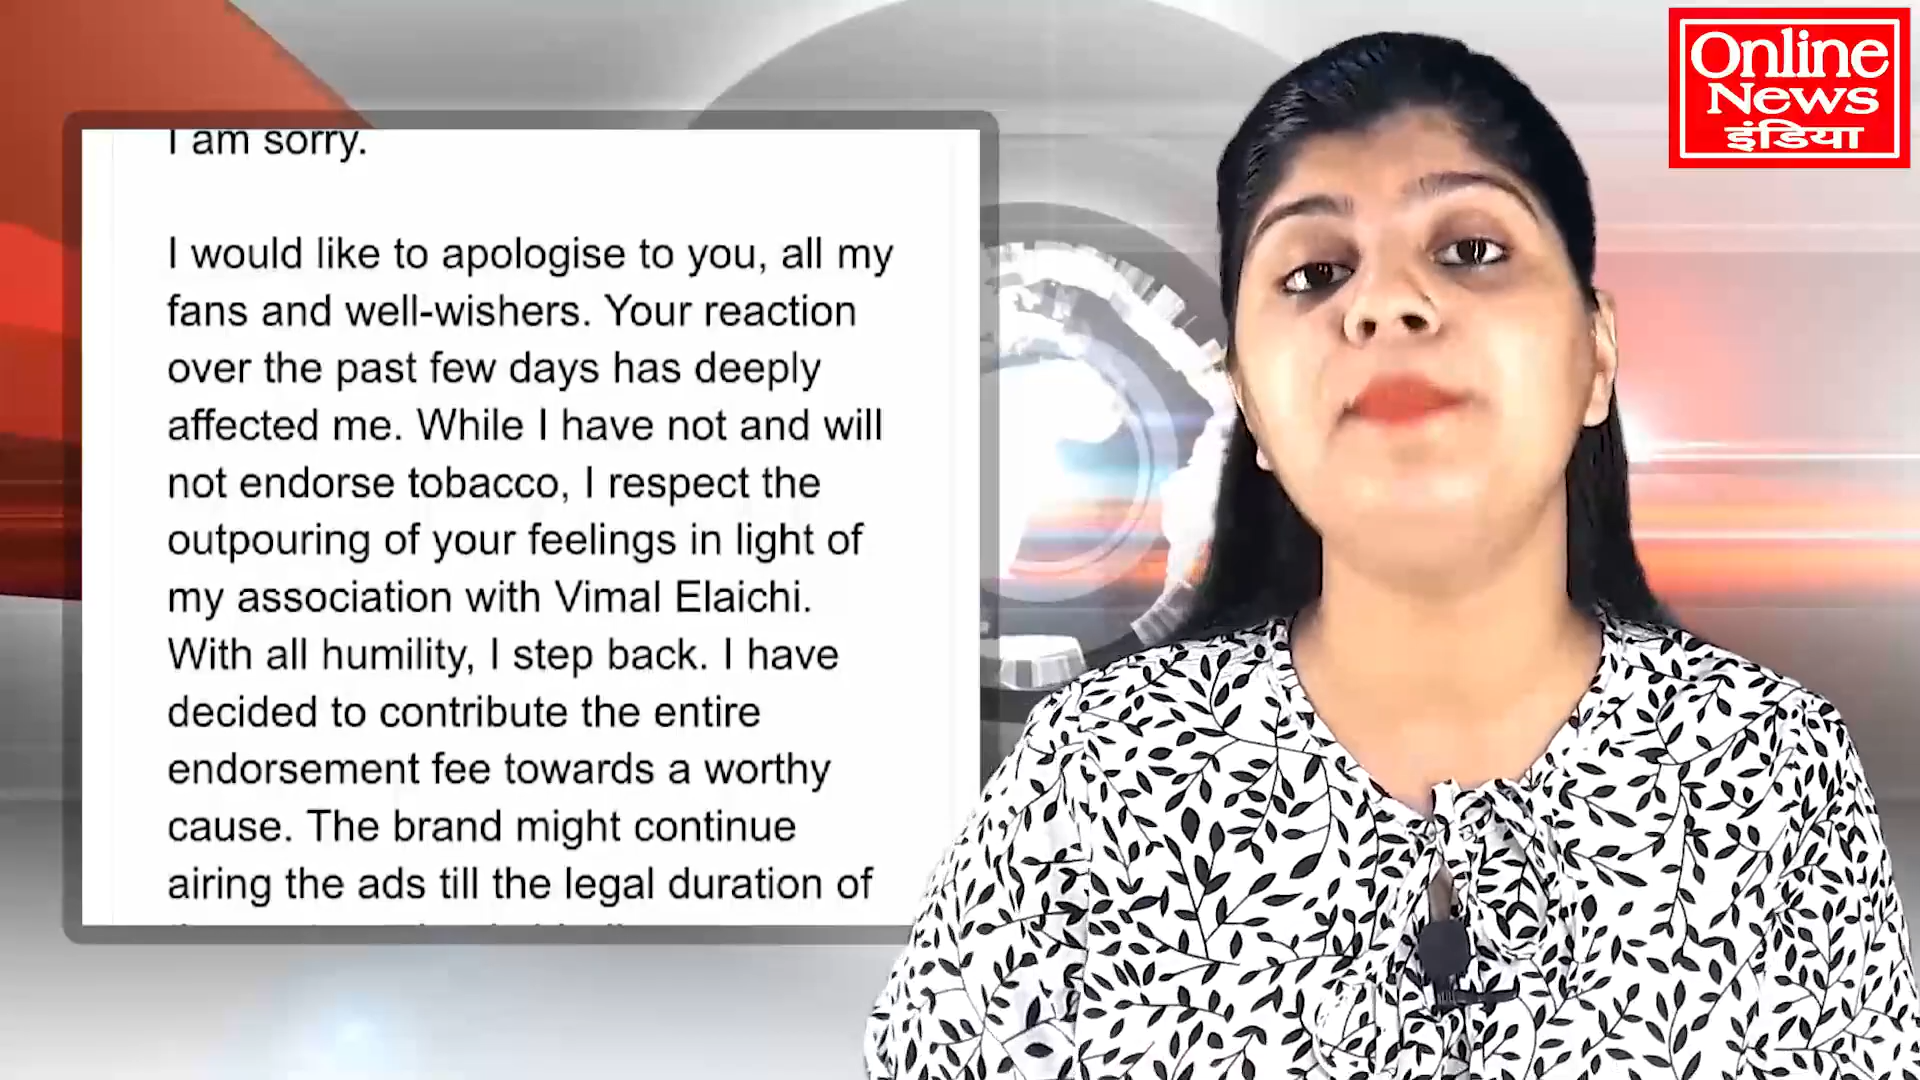 I am sorry.
I would like to apologise to you, all my
fans and well-wishers. Your reaction
over the past few days has deeply
affected me. While I have not and will
not endorse tobacco, I respect the
outpouring of your feelings in light of
my association with Vimal Elaichi.
With all humility, I step back. I have
decided to contribute the entire
endorsement fee towards a worthy
cause. The brand might continue
airing the ads till the legal duration of
Online
News
इंडिया